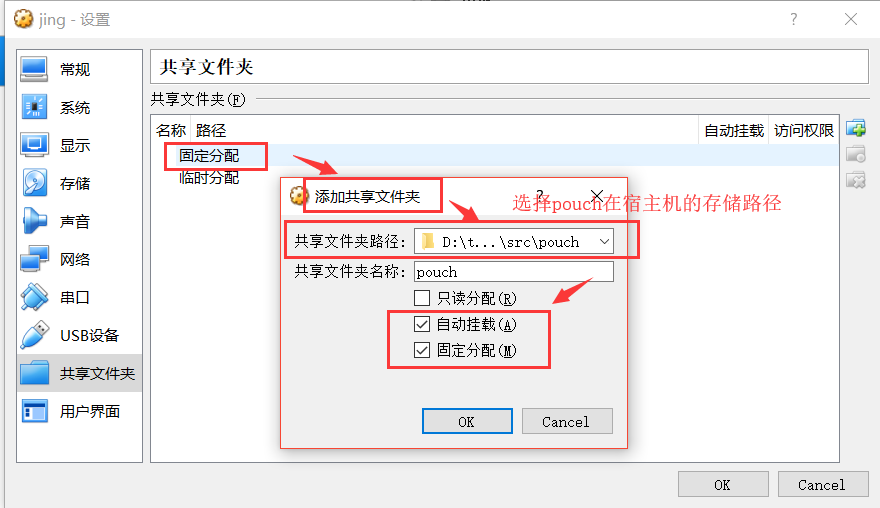 jing - 设置
常规
系统
显示
存储
声音
网络
串口
USB设备
共享文件夹
用户界面
共享文件夹
共享文件夹(F)
名称 路径 自动挂载 访问权限
固定分配
临时分配
添加共享文件夹 ?
选择pouch在宿主机的存储路径
共享文件夹路径: D:\t...\src\pouch
共享文件夹名称: pouch
只读分配(R)
自动挂载(A)
固定分配(M)
OK Cancel
OK Cancel